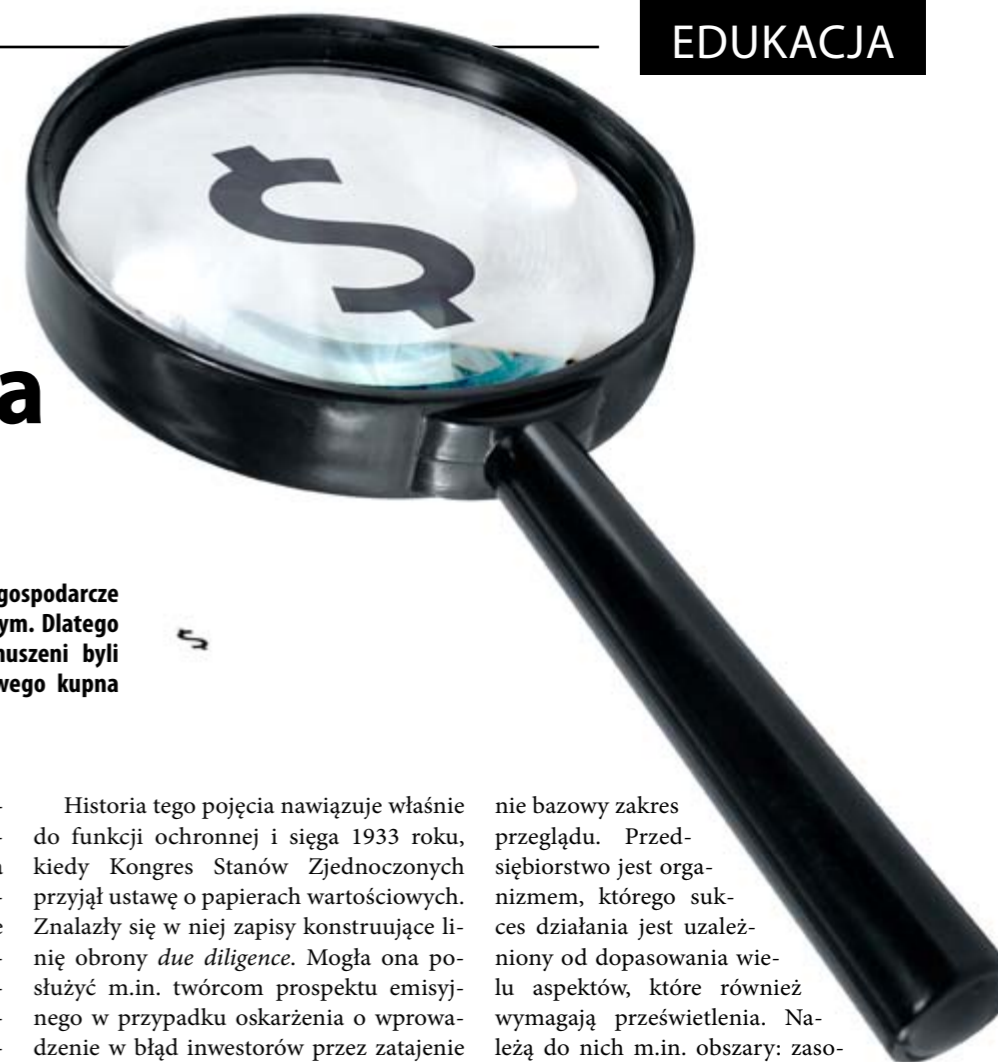 EDUKACJA
$
a
gospodarcze
ym. Dlatego
nuszeni byli
wego kupna
$
-
-
a
-
e
-
-
-
Historia tego pojęcia nawiązuje właśnie
do funkcji ochronnej i sięga 1933 roku,
kiedy Kongres Stanów Zjednoczonych
przyjął ustawę o papierach wartościowych.
Znalazły się w niej zapisy konstruujące li-
nię obrony due diligence. Mogła ona po-
służyć m.in. twórcom prospektu emisyj-
nego w przypadku oskarżenia o wprowa-
dzenie w błąd inwestorów przez zatajenie
nie bazowy zakres
przeglądu. Przed-
siębiorstwo jest orga-
nizmem, którego suk-
ces działania jest uzależ-
niony od dopasowania wie-
lu aspektów, które również
wymagają prześwietlenia. Na-
leżą do nich m.in. obszary: zaso-